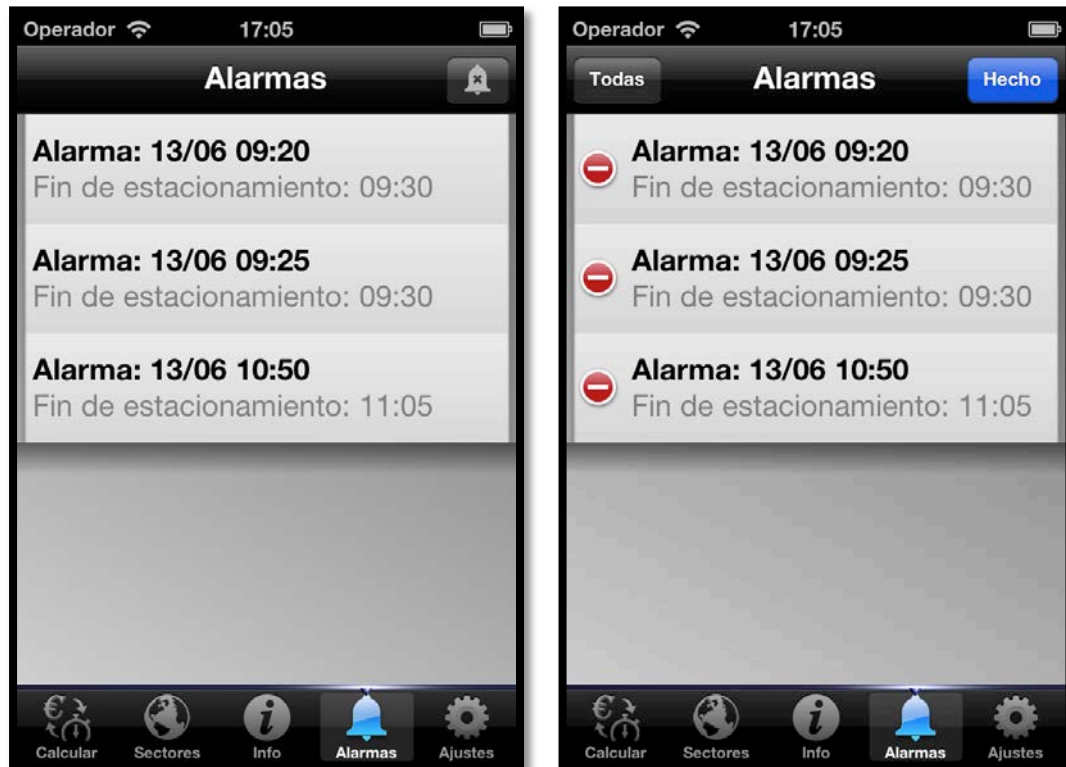 Operador 17:05
Alarmas
Alarma: 13/06 09:20
Fin de estacionamiento: 09:30
Alarma: 13/06 09:25
Fin de estacionamiento: 09:30
Alarma: 13/06 10:50
Fin de estacionamiento: 11:05
Calcular Sectores Info Alarmas Ajustes
Operador 17:05
Todas Alarmas Hecho
Alarma: 13/06 09:20
Fin de estacionamiento: 09:30
Alarma: 13/06 09:25
Fin de estacionamiento: 09:30
Alarma: 13/06 10:50
Fin de estacionamiento: 11:05
Calcular Sectores Info Alarmas Ajustes